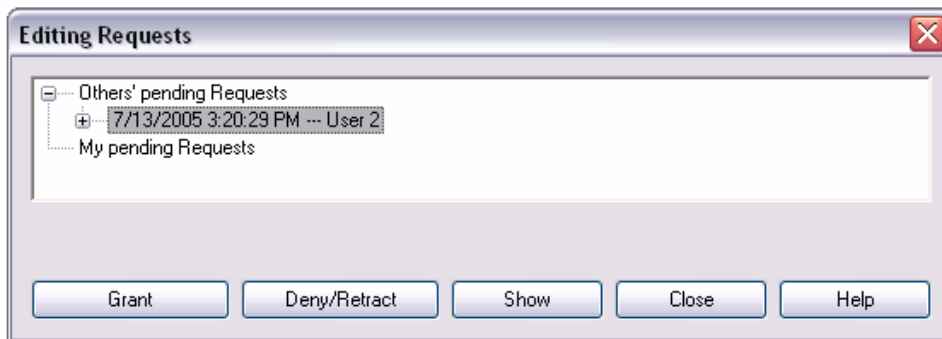 Editing Requests
Others' pending Requests
7/13/2005 3:20:29 PM --- User 2
My pending Requests
Grant Deny/Retract Show Close Help